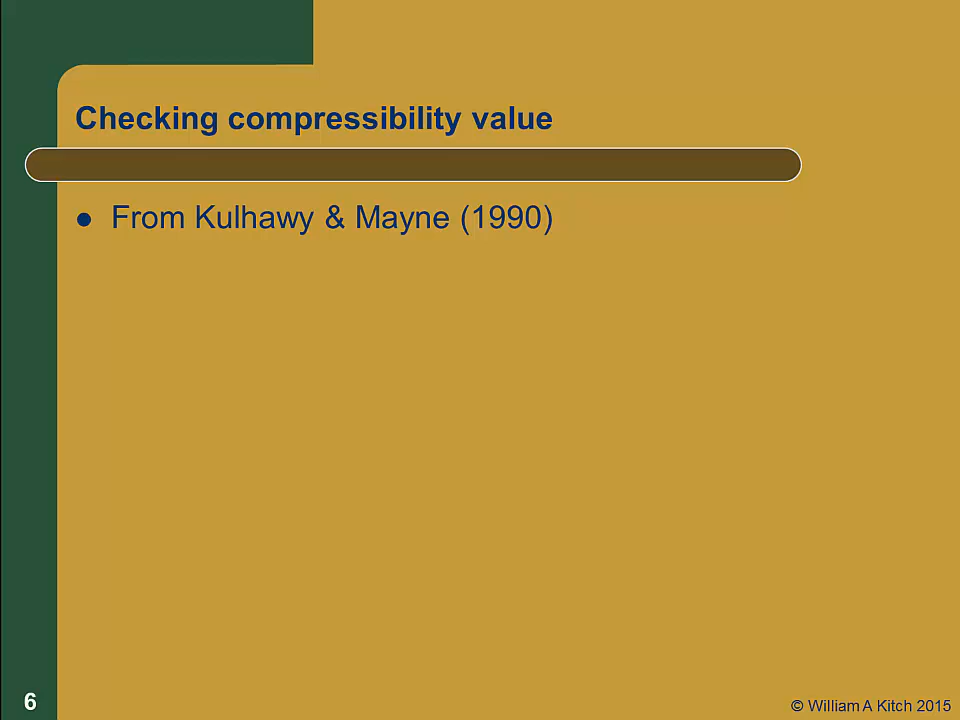 Checking compressibility value
● From Kulhawy & Mayne (1990)
6
© William A Kitch 2015